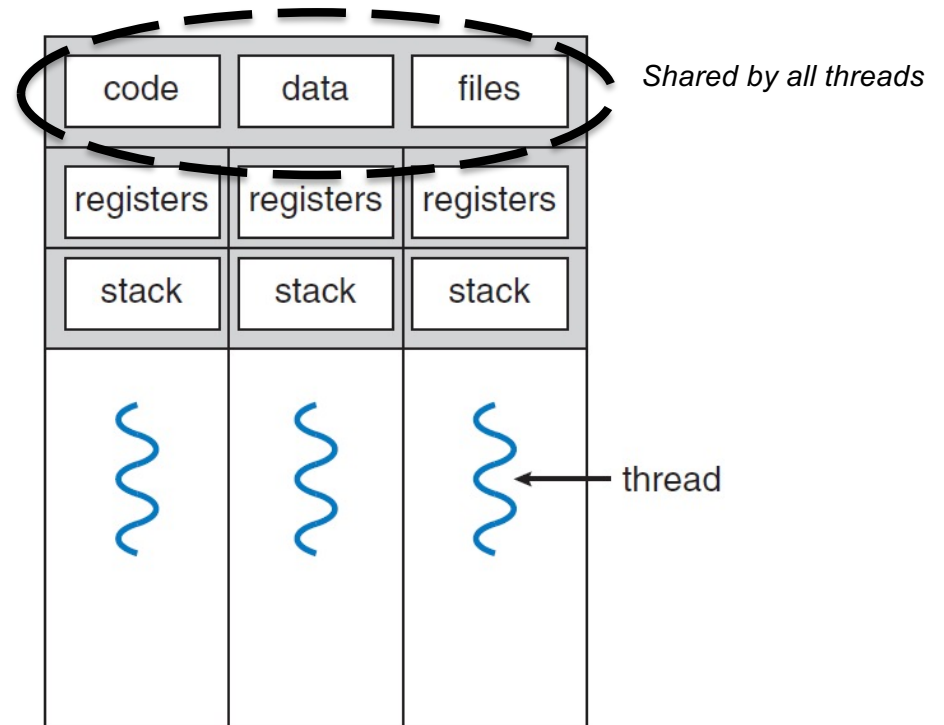 code data files
Shared by all threads
registers registers registers
stack stack stack
thread